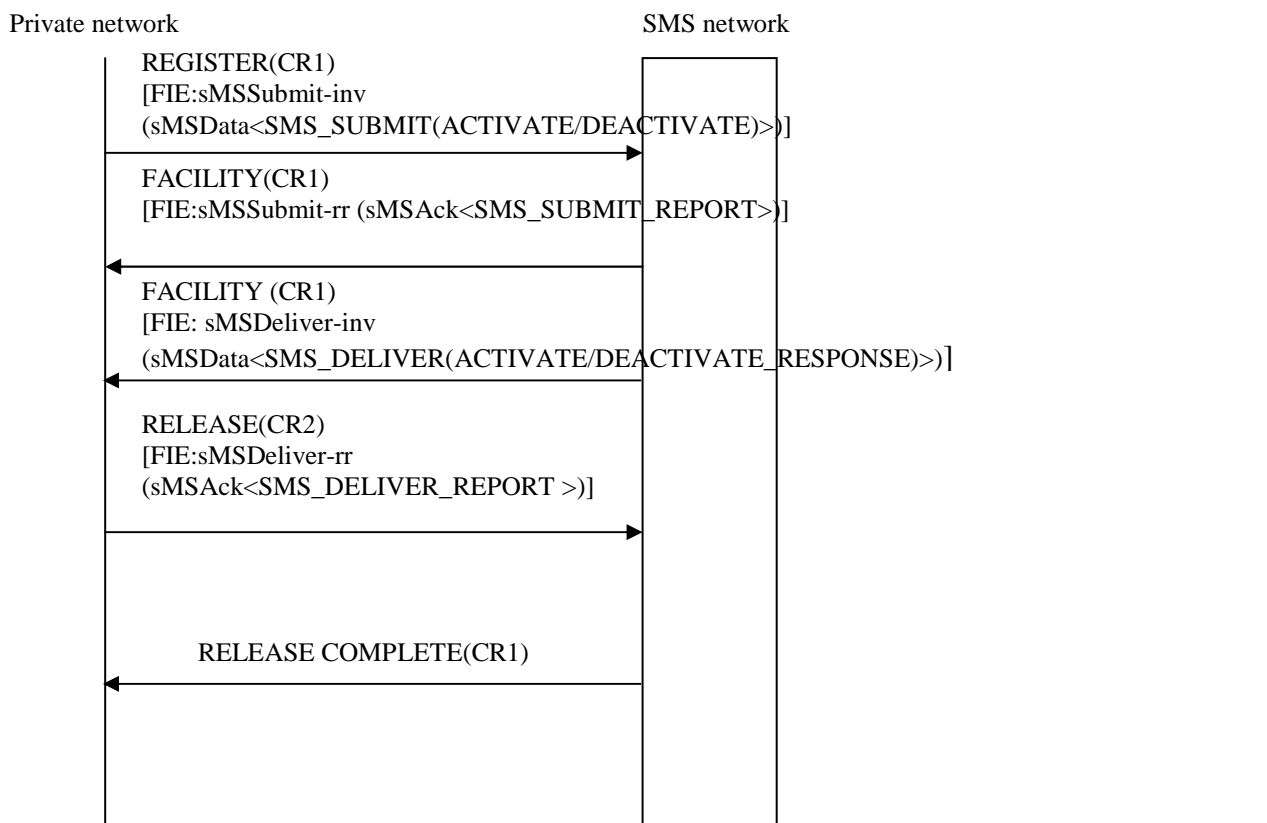 Private network
SMS network
REGISTER(CR1)
[FIE:sMSSubmit-inv
(sMSData<SMS_SUBMIT(ACTIVATE/DEACTIVATE)>)]
FACILITY(CR1)
[FIE:sMSSubmit-rr (sMSAck<SMS_SUBMIT_REPORT>)]
FACILITY (CR1)
[FIE: sMSDeliver-inv
(sMSData<SMS_DELIVER(ACTIVATE/DEACTIVATE_RESPONSE)>)]
RELEASE(CR2)
[FIE:sMSDeliver-rr
(sMSAck<SMS_DELIVER_REPORT >)]
RELEASE COMPLETE(CR1)